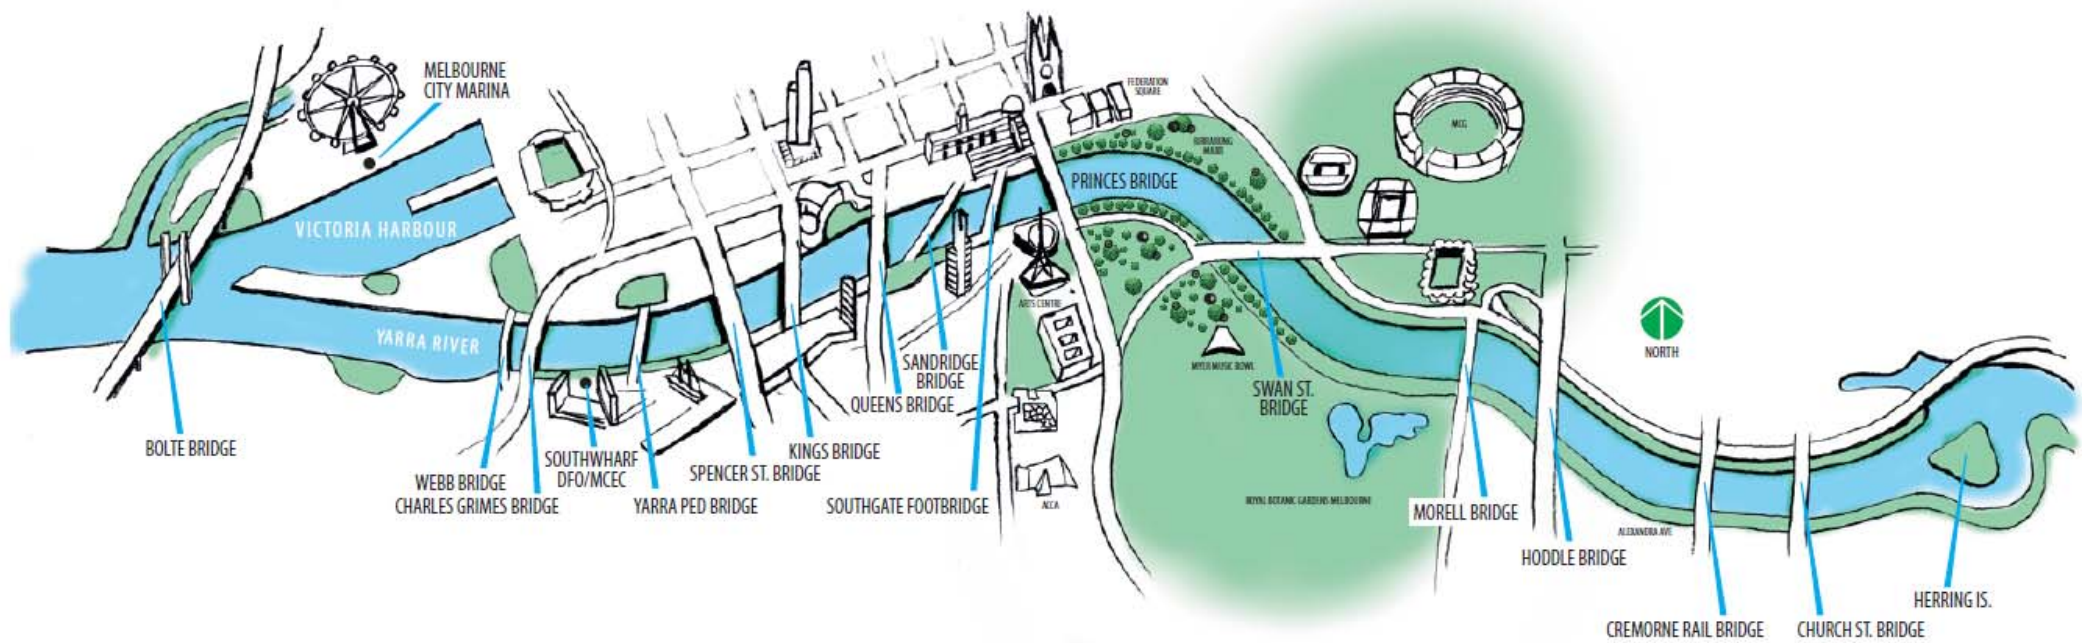 MELBOURNE
CITY MARINA
FEDERATION
SQUARE
MCG
BIRRARUNG
MARR
PRINCES BRIDGE
VICTORIA HARBOUR
YARRA RIVER
ARTS CENTRE
NORTH
SANDRIDGE
BRIDGE
MYER MUSIC BOWL
QUEENS BRIDGE
SWAN ST.
BRIDGE
BOLTE BRIDGE
KINGS BRIDGE
SOUTHWHARF
DFO/MCEC
SPENCER ST. BRIDGE
WEBB BRIDGE
CHARLES GRIMES BRIDGE
YARRA PED BRIDGE
SOUTHGATE FOOTBRIDGE
ACCA
ROYAL BOTANIC GARDENS MELBOURNE
MORELL BRIDGE
ALEXANDRA AVE
HODDLE BRIDGE
HERRING IS.
CREMORNE RAIL BRIDGE
CHURCH ST. BRIDGE